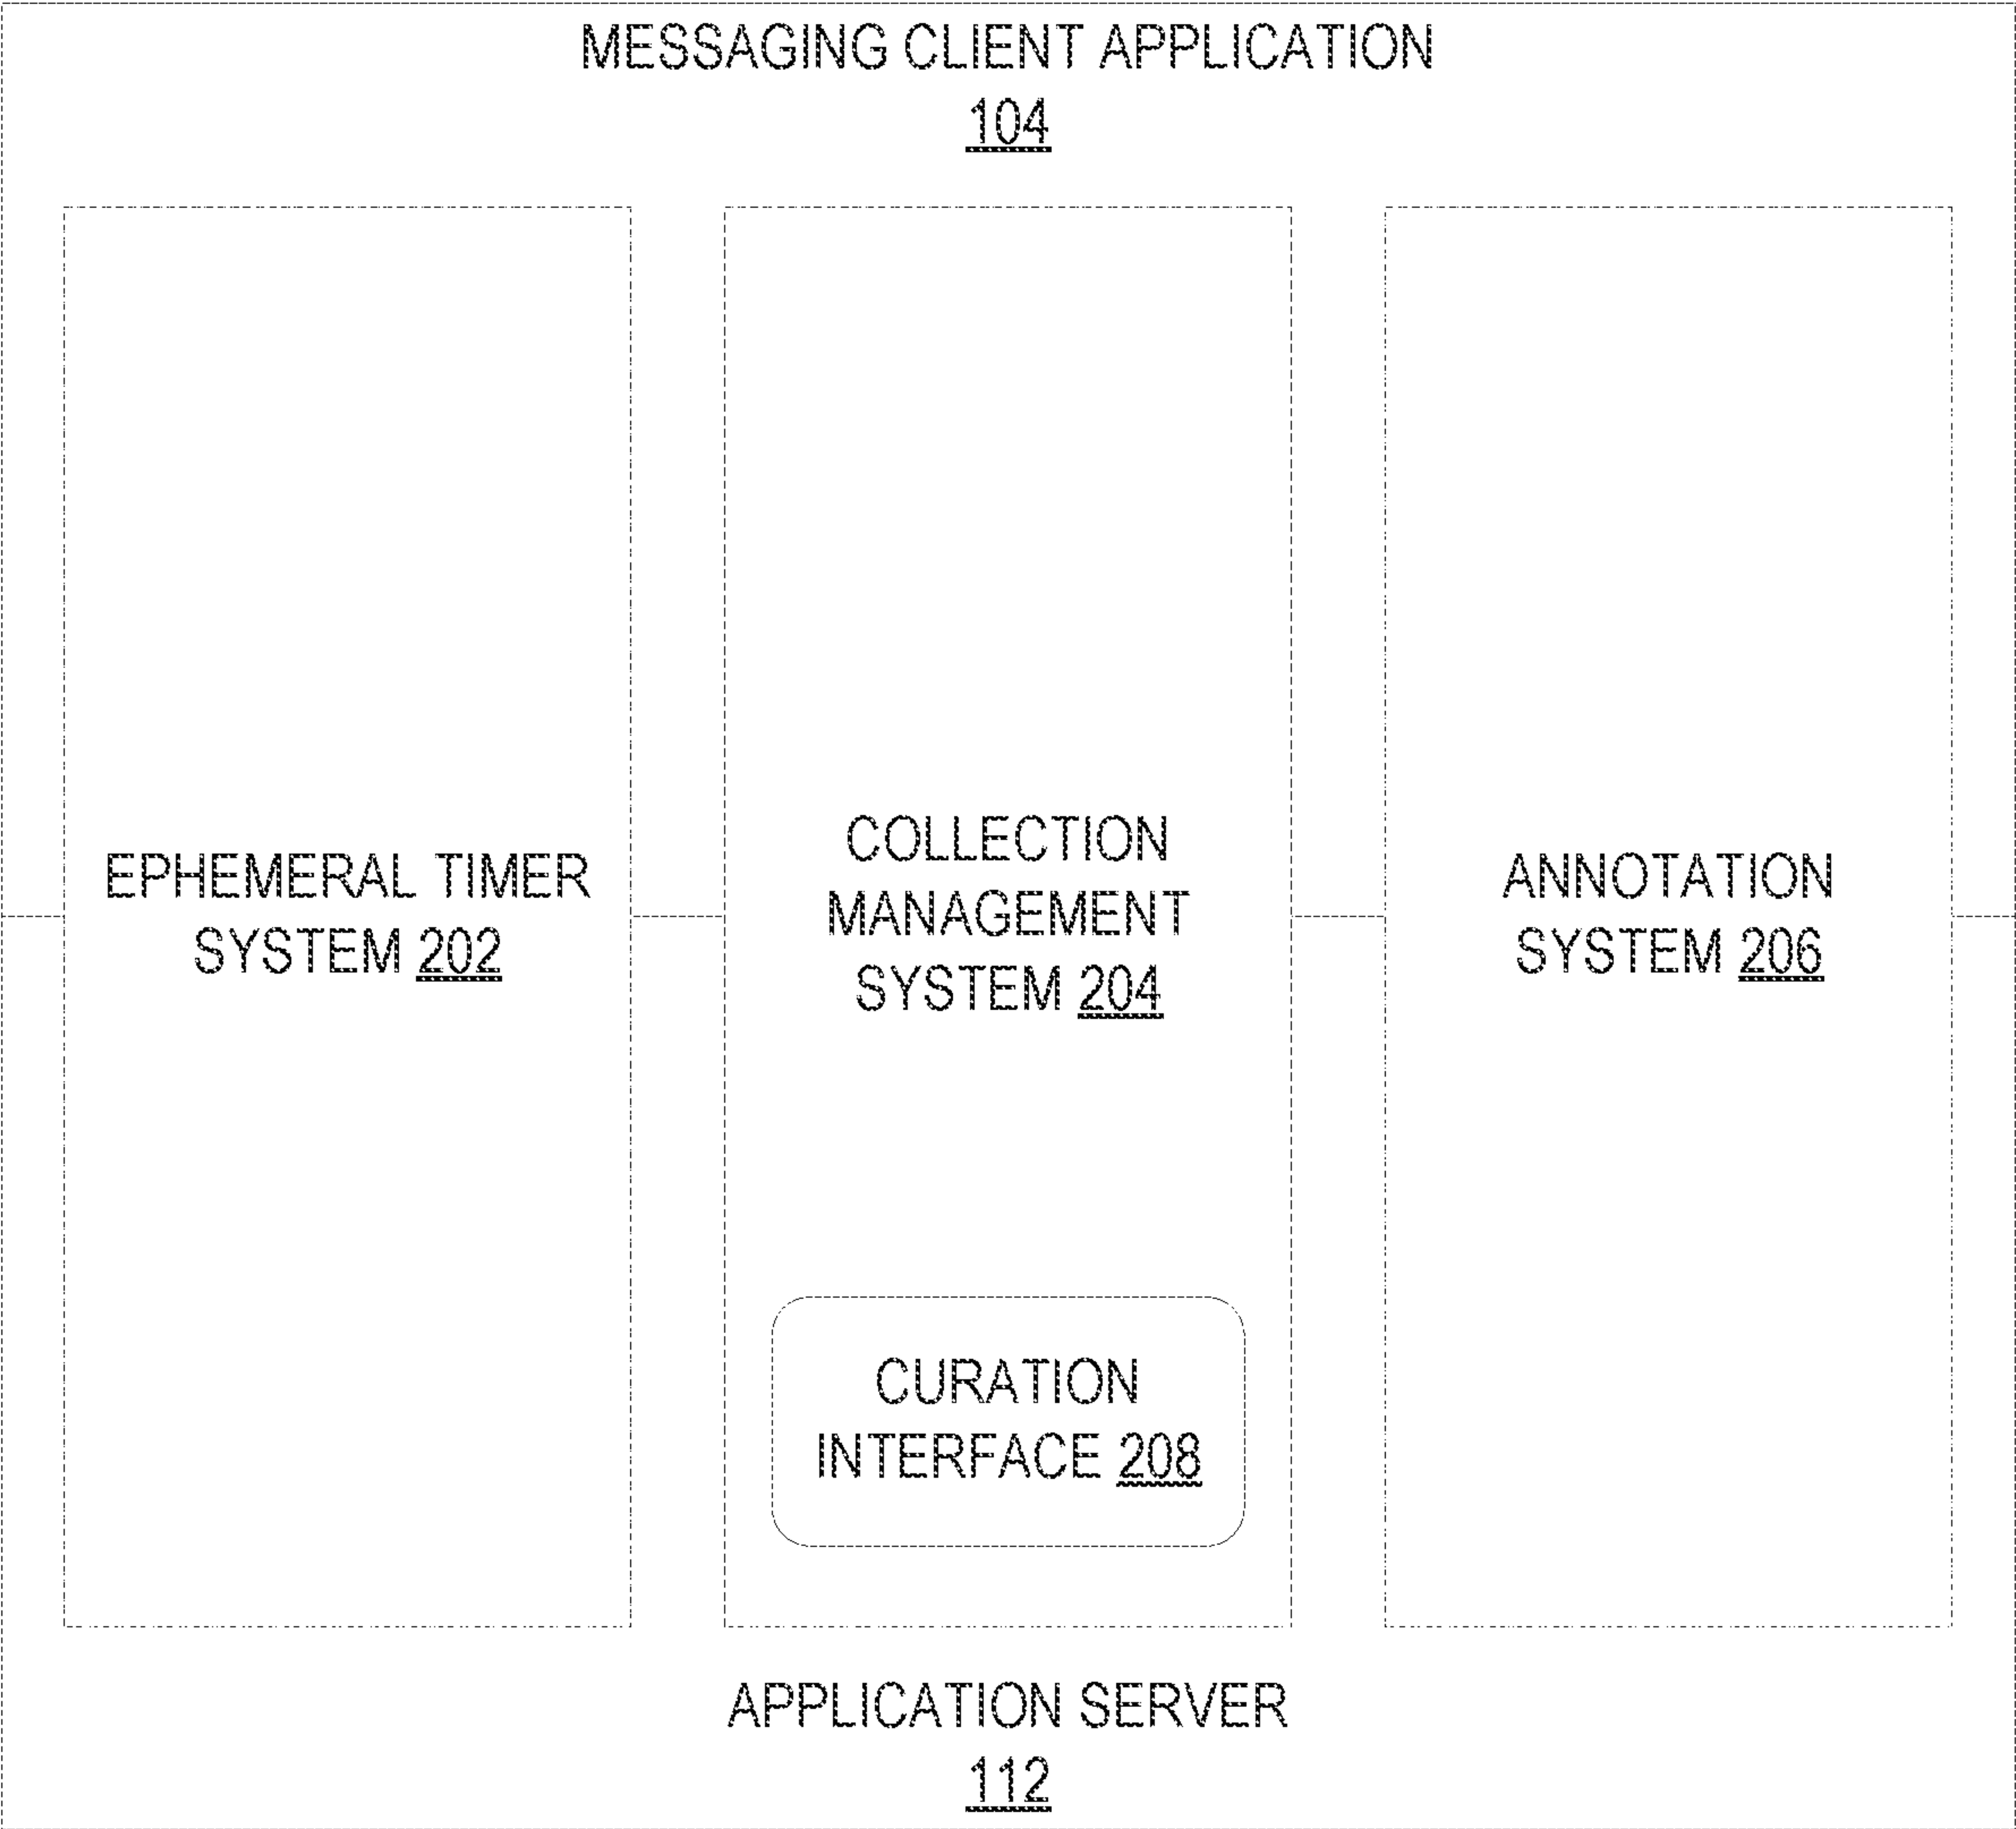 MESSAGING CLIENT APPLICATION
104
EPHEMERAL TIMER
SYSTEM 202
COLLECTION
MANAGEMENT
SYSTEM 204
ANNOTATION
SYSTEM 206
CURATION
INTERFACE 208
APPLICATION SERVER
112